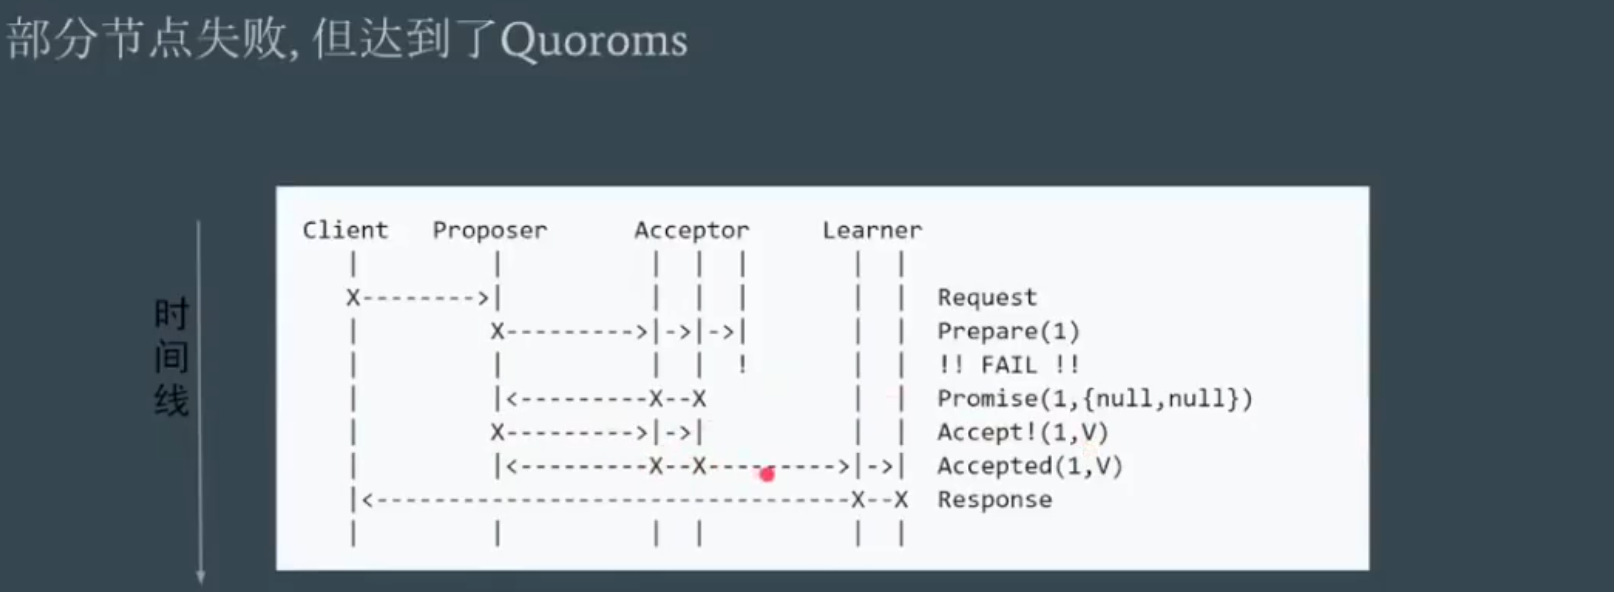 部分节点失败, 但达到了Quoroms
时
间
线
Client Proposer Acceptor Learner
| | | | | | |
X-------->| | | | | | Request
| X--------->|->|->| | | Prepare(1)
| | | | ! | | !! FAIL !!
| |<---------X--X | | Promise(1,{null,null})
| X--------->|->| | | Accept!(1,V)
| |<---------X--X--------->|->| Accepted(1,V)
|<----------------------------------X--X Response
| | | | | |